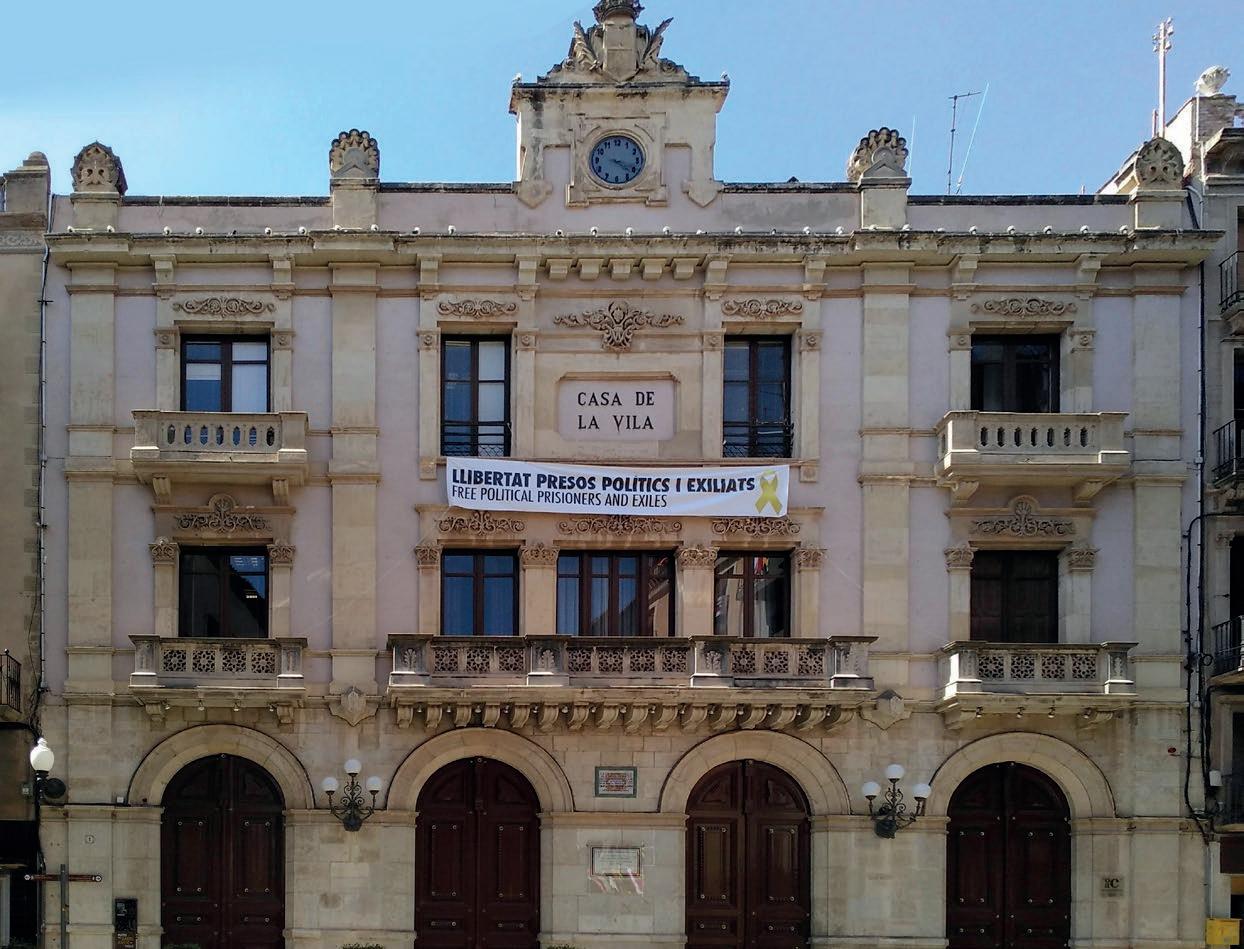 CASA DE
LA VILA
LLIBERTAT PRESOS POLITICS I EXILIATS
FREE POLITICAL PRISONERS AND EXILES